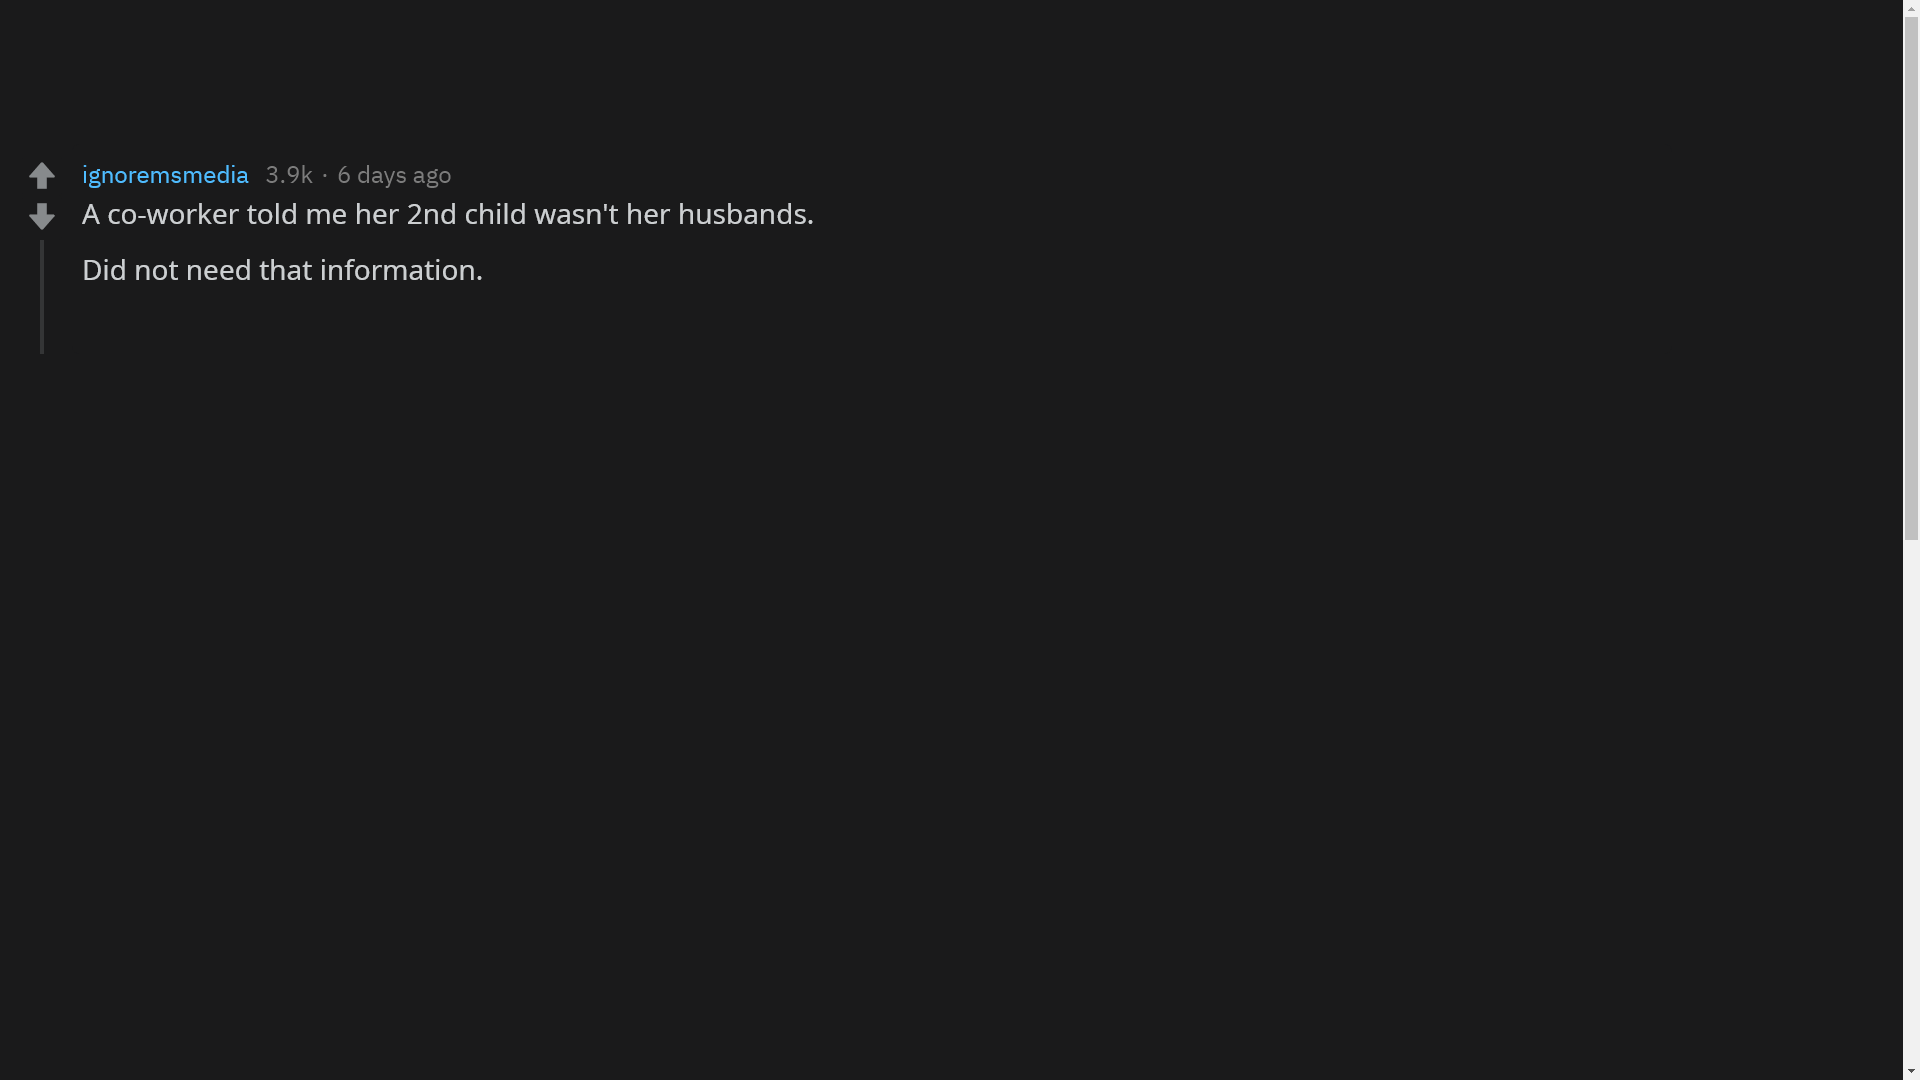 ignoremsmedia 3.9k · 6 days ago
A co-worker told me her 2nd child wasn't her husbands.
Did not need that information.